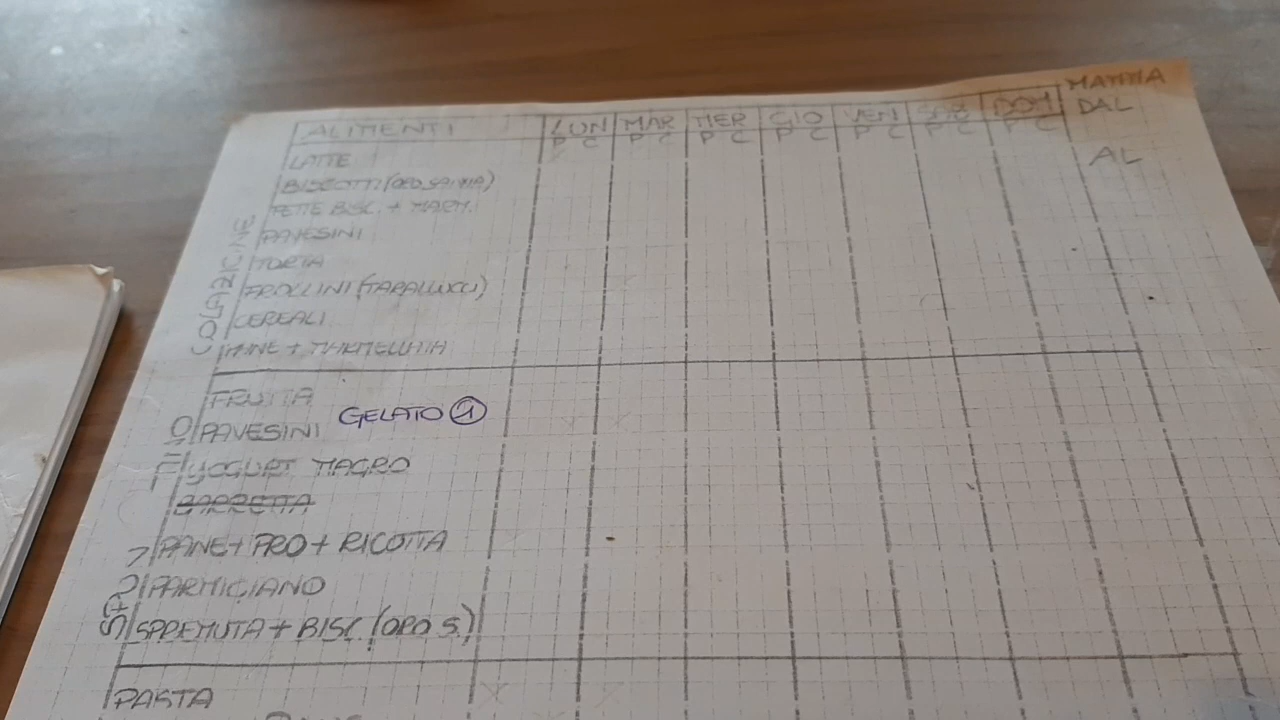 MATTIA
ALIMENTI LUN MAR MER GIO VEN SAB DOM DAL
P C P C P C P C P C P C P C
LATTE AL
BISCOTTI (ORO SAIWA)
FETTE BISC. + MARM.
PAVESINI
TORTA
FROLLINI (TARALLUCCI)
CEREALI
PANE + MARMELLATA
COLAZIONE
FRUTTA
PAVESINI GELATO 1
YOGURT MAGRO
BARRETTA
PANE + PRO + RICOTTA
PARMIGIANO
SPREMUTA + BISC. (ORO S.)
PASTA X X